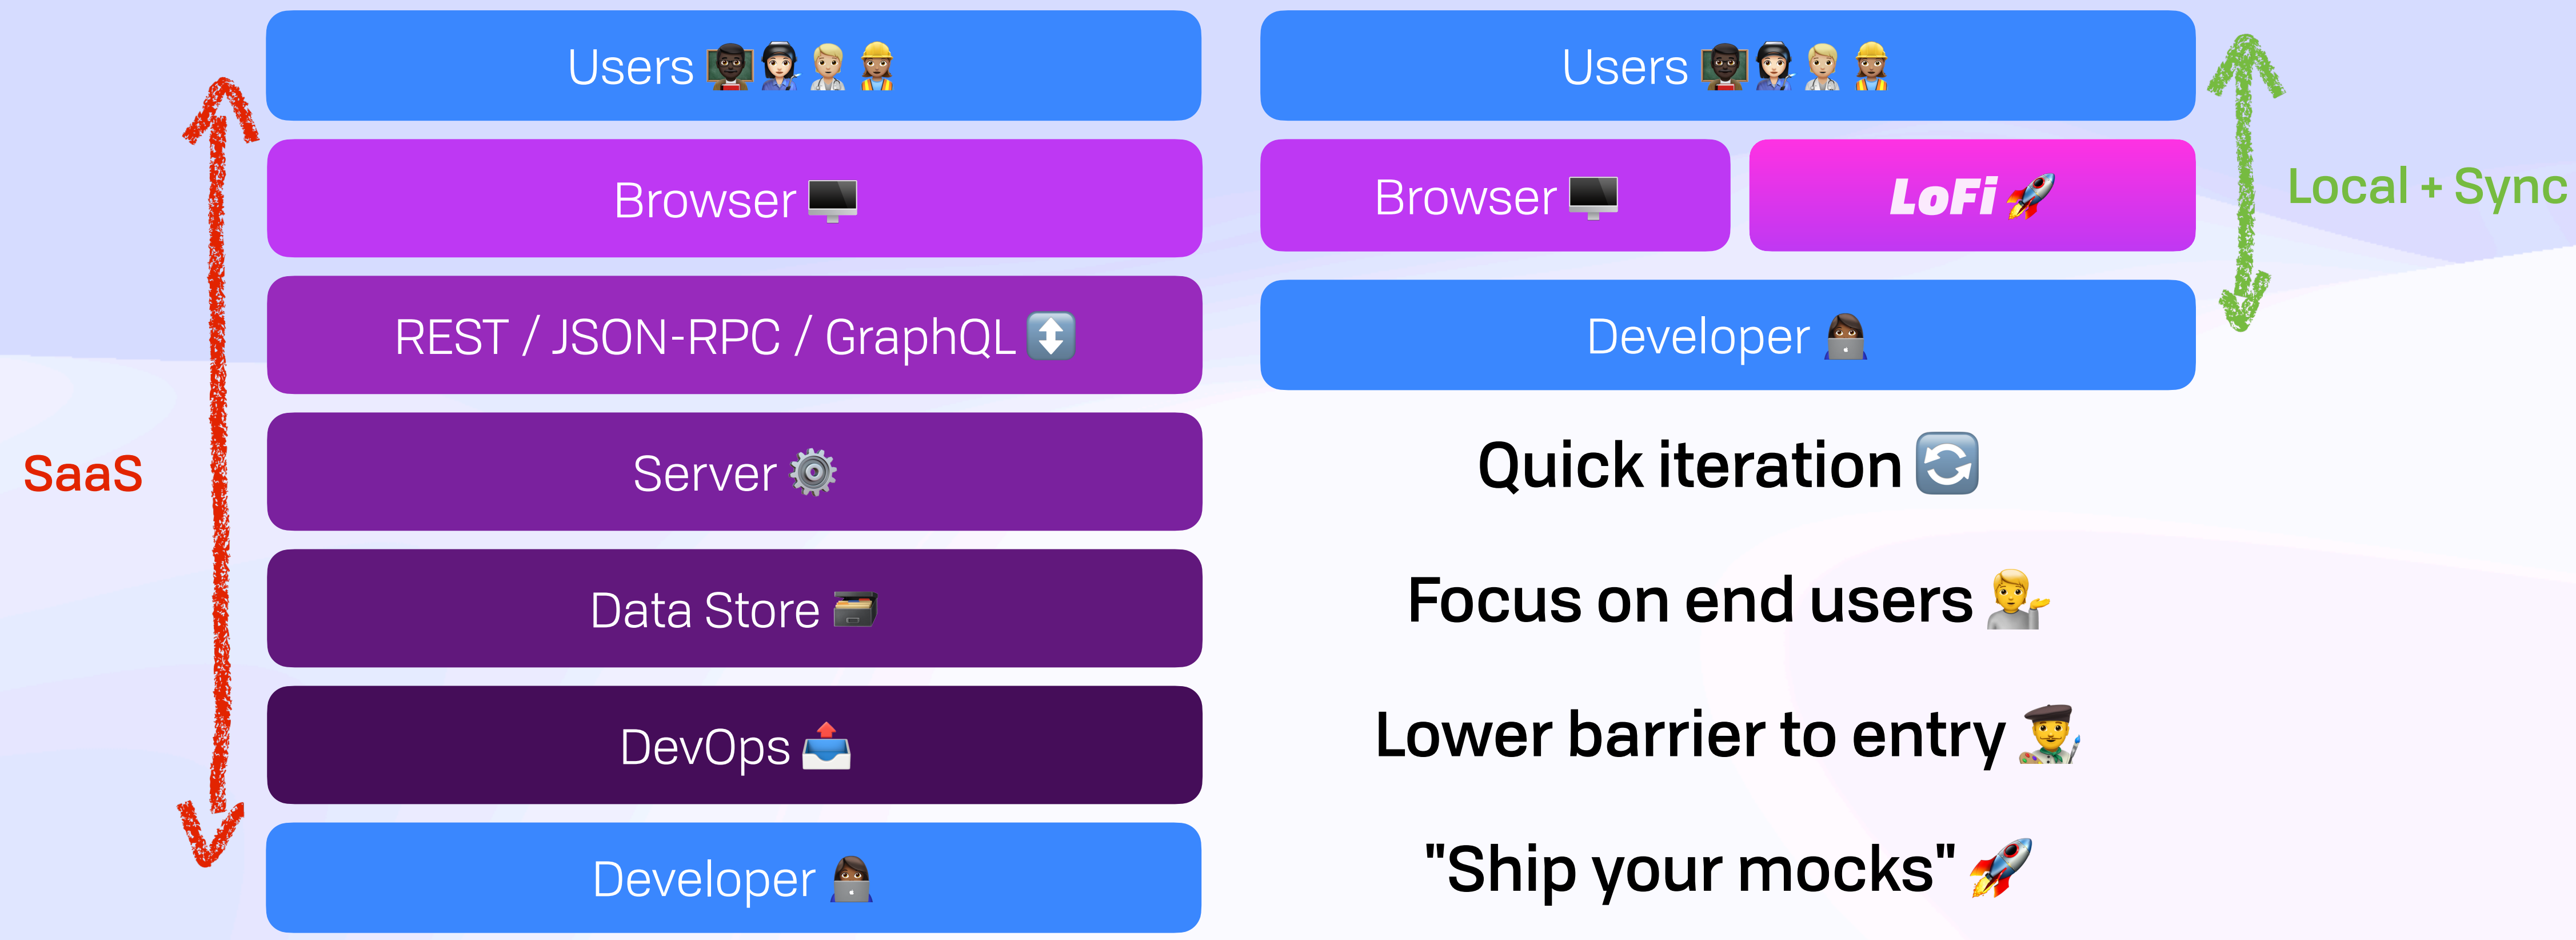 SaaS
Users
Browser
REST / JSON-RPC / GraphQL
Server
Data Store
DevOps
Developer
Users
Browser
LoFi
Developer
Local + Sync
Quick iteration
Focus on end users
Lower barrier to entry
"Ship your mocks"